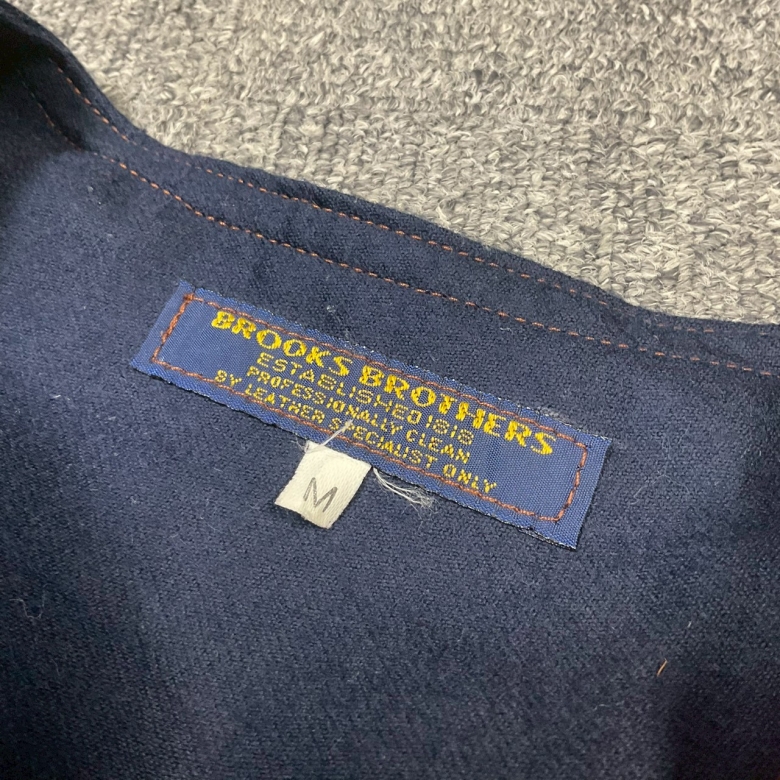 BROOKS BROTHERS
ESTABLISHED 1818
PROFESSIONALLY CLEAN
BY LEATHER SPECIALIST ONLY
M